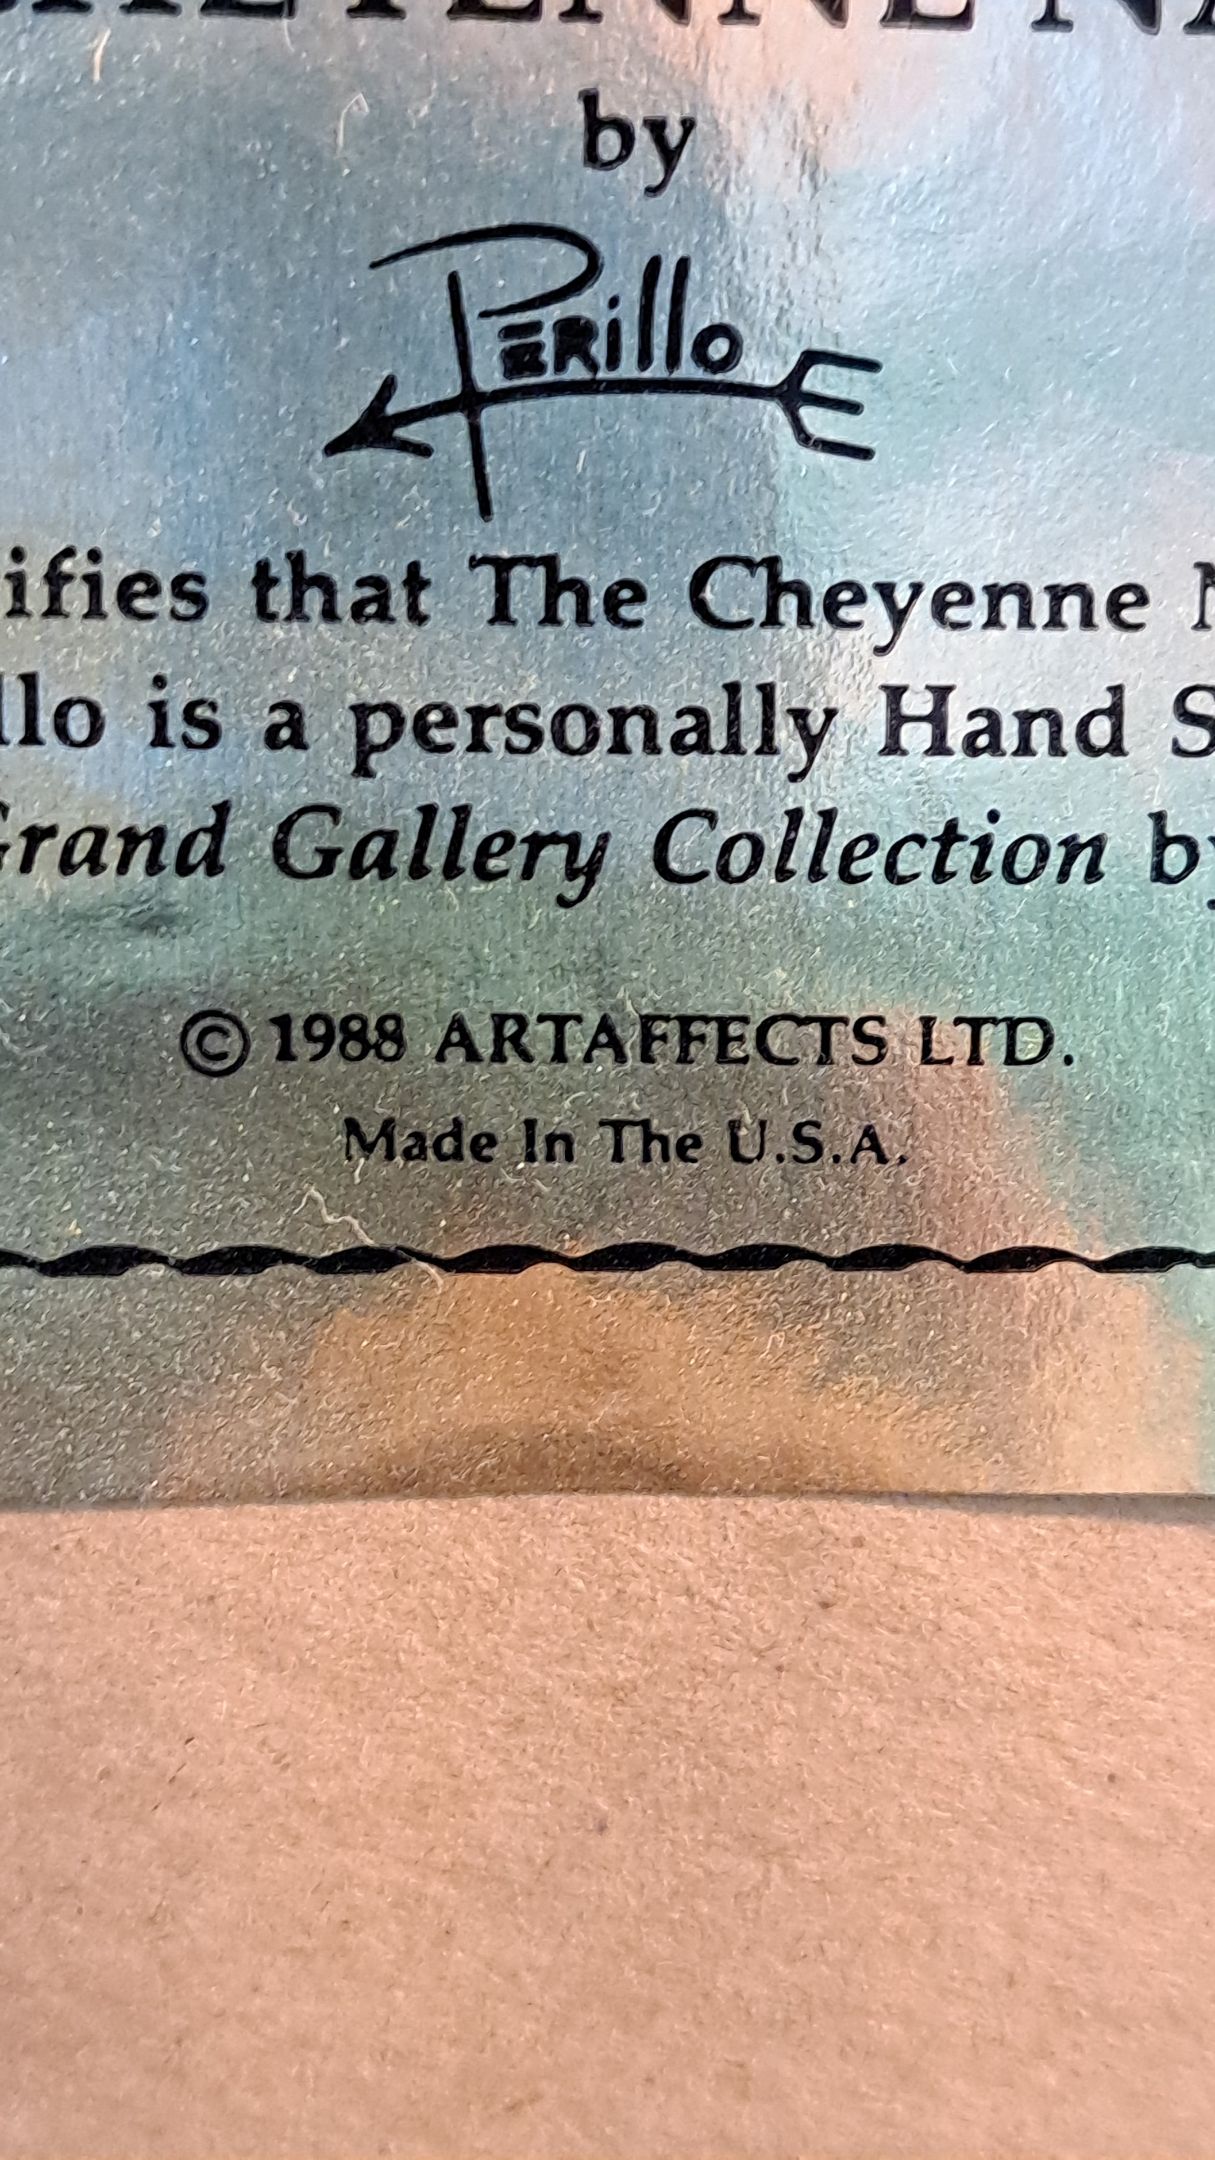 by
Perillo
ifies that The Cheyenne
llo is a personally Hand S
Grand Gallery Collection by
© 1988 ARTAFFECTS LTD.
Made In The U.S.A.